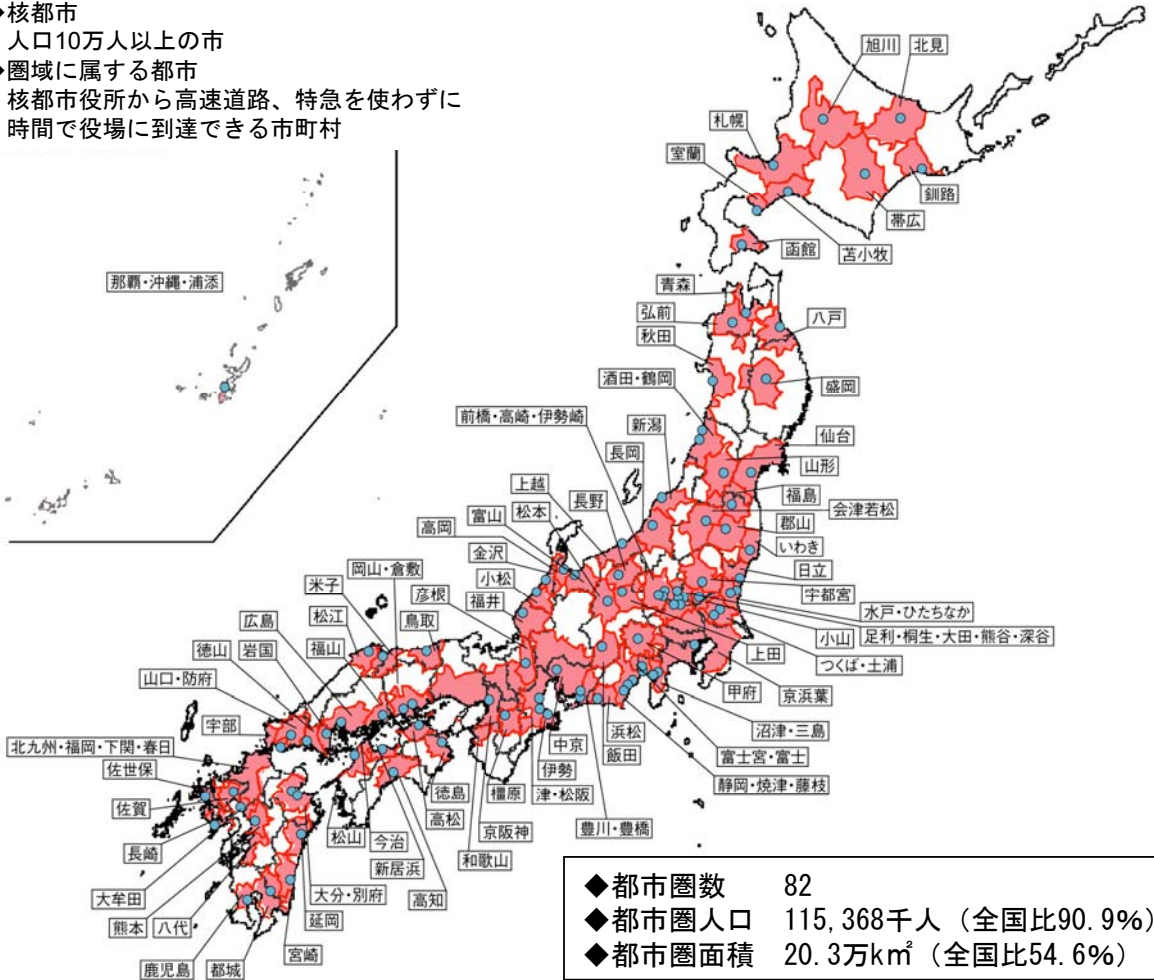 ◆核都市
人口10万人以上の市
◆圏域に属する都市
核都市役所から高速道路、特急を使わずに
時間で役場に到達できる市町村
旭川
北見
札幌
室蘭
釧路
帯広
苫小牧
函館
那覇・沖縄・浦添
青森
弘前
八戸
秋田
盛岡
酒田・鶴岡
前橋・高崎・伊勢崎
新潟
仙台
長岡
山形
上越
長野
福島
松本
会津若松
富山
郡山
高岡
いわき
金沢
日立
岡山・倉敷
小松
宇都宮
米子
彦根
福井
水戸・ひたちなか
広島
松江
鳥取
小山
足利・桐生・大田・熊谷・深谷
徳山
岩国
福山
上田
つくば・土浦
山口・防府
甲府
京浜葉
宇部
浜松
沼津・三島
北九州・福岡・下関・春日
中京
飯田
富士宮・富士
佐世保
伊勢
静岡・焼津・藤枝
佐賀
徳島
橿原
津・松阪
高松
京阪神
豊川・豊橋
松山
今治
長崎
新居浜
和歌山
大牟田
大分・別府
高知
熊本
八代
延岡
宮崎
鹿児島
都城
◆都市圏数 82
◆都市圏人口 115,368千人（全国比90.9%）
◆都市圏面積 20.3万k㎡（全国比54.6%）